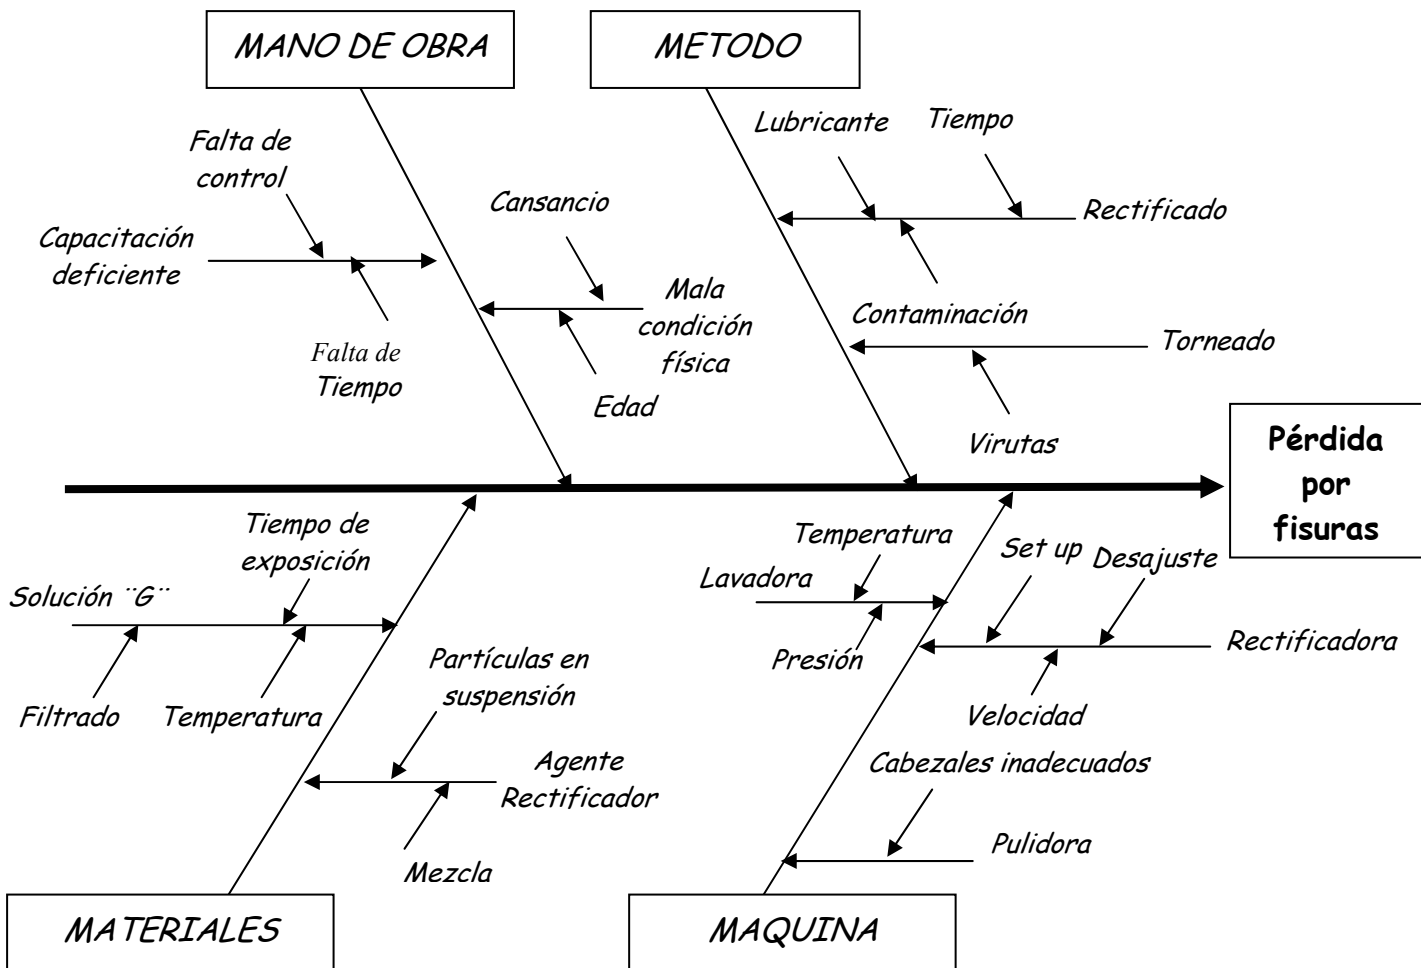 MANO DE OBRA
METODO
Falta de
control
Capacitación
deficiente
Falta de
Tiempo
Cansancio
Mala
condición
física
Edad
Lubricante
Tiempo
Rectificado
Contaminación
Torneado
Virutas
Pérdida
por
fisuras
Tiempo de
exposición
Solución ¨G¨
Filtrado
Temperatura
Partículas en
suspensión
Agente
Rectificador
Mezcla
Temperatura
Lavadora
Presión
Set up
Desajuste
Rectificadora
Velocidad
Cabezales inadecuados
Pulidora
MATERIALES
MAQUINA